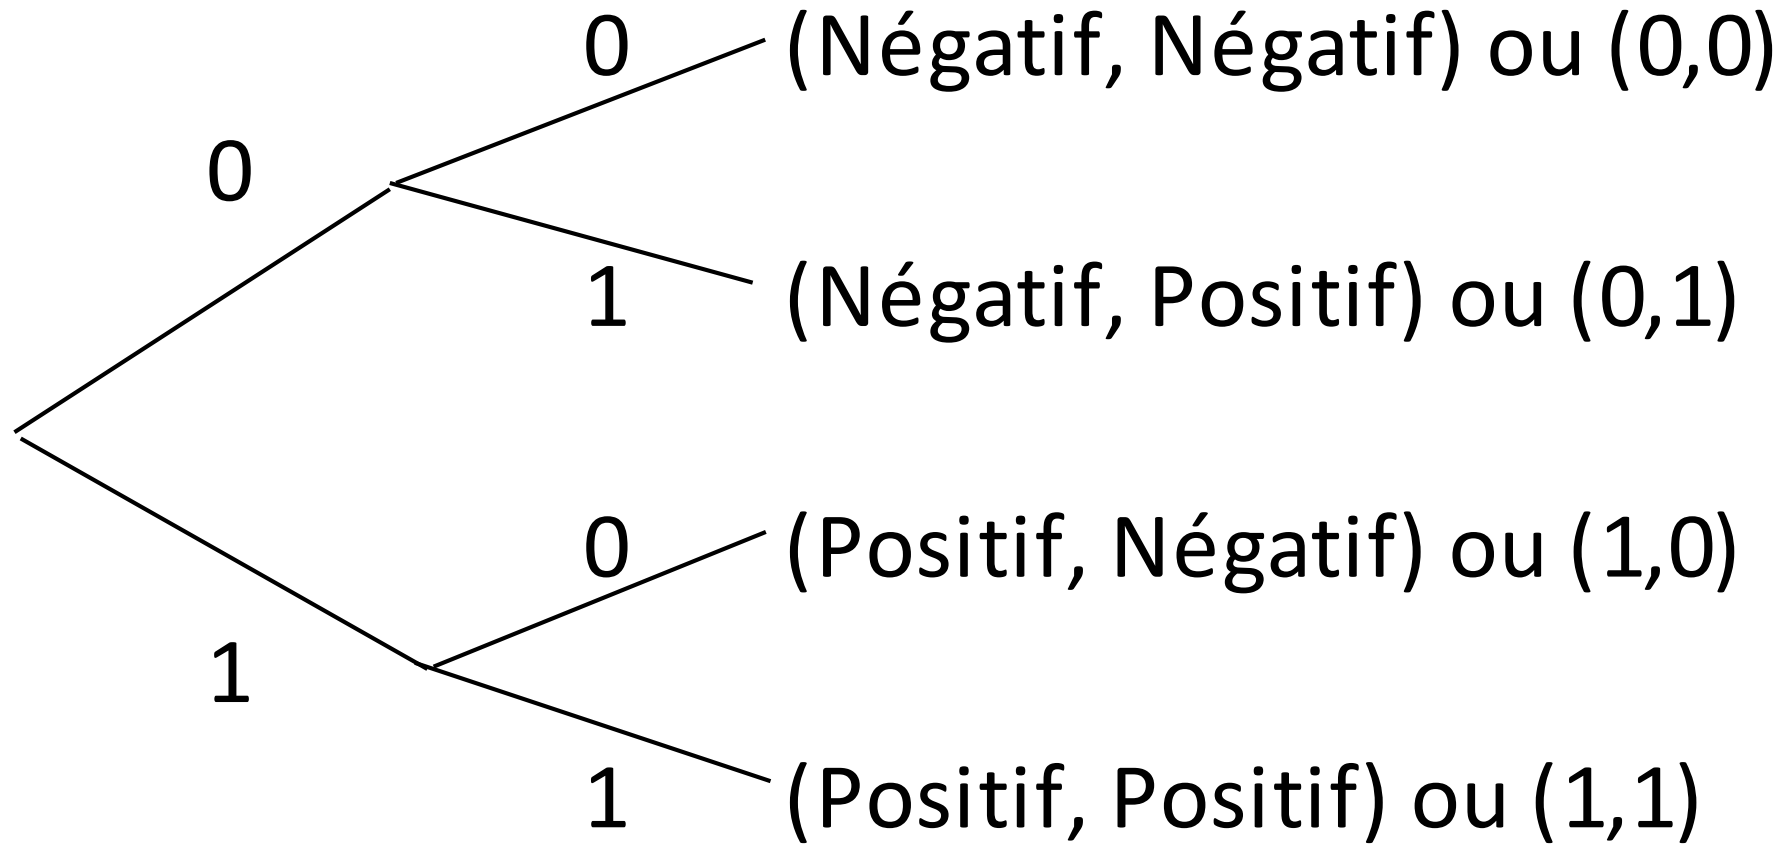 0 (Négatif, Négatif) ou (0,0)
0
1 (Négatif, Positif) ou (0,1)
0 (Positif, Négatif) ou (1,0)
1
1 (Positif, Positif) ou (1,1)